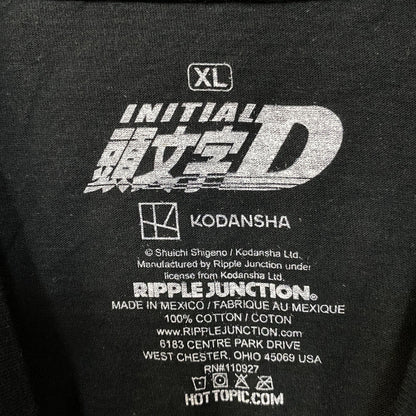 XL
INITIAL
頭文字D
KODANSHA
© Shuichi Shigeno / Kodansha Ltd.
Manufactured by Ripple Junction under
license from Kodansha Ltd.
RIPPLE JUNCTION®
MADE IN MEXICO / FABRIQUE AU MEXIQUE
100% COTTON / COTON
www.RIPPLEJUNCTION.com
6183 CENTRE PARK DRIVE
WEST CHESTER, OHIO 45069 USA
RN#110927
HOTTOPIC.COM